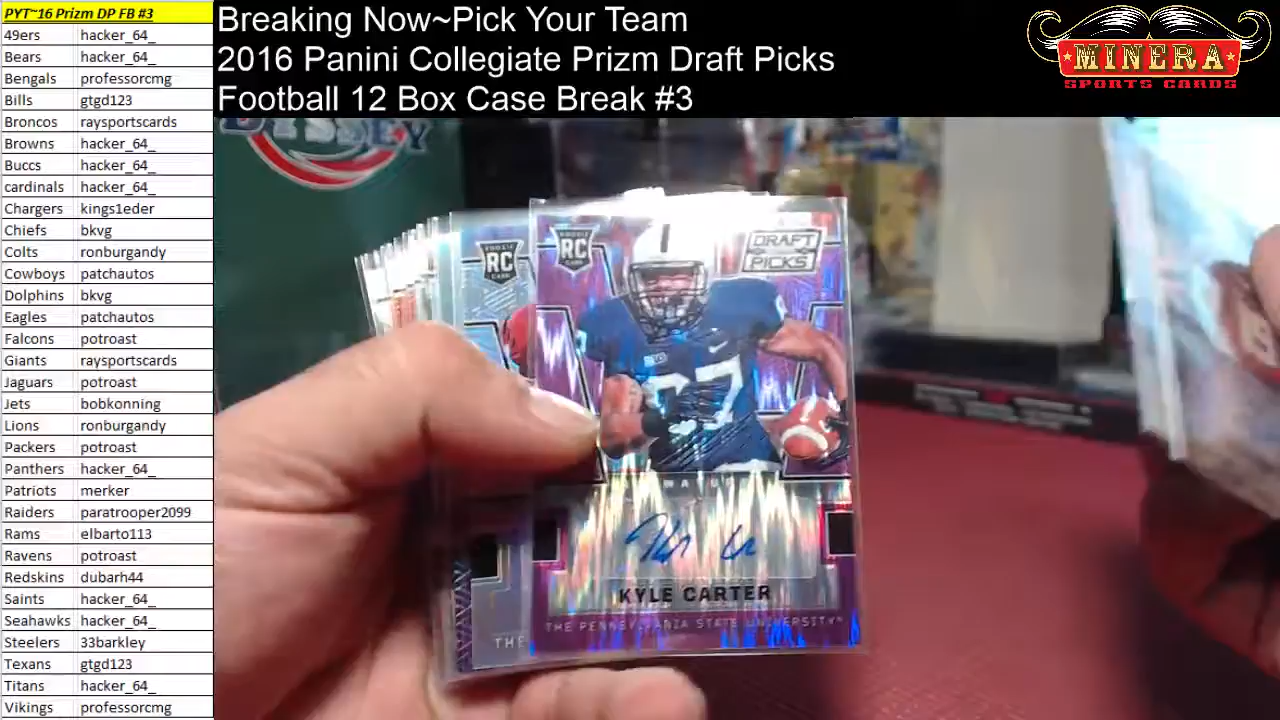 PYT~16 Prizm DP FB #3
49ers hacker_64_
Bears hacker_64_
Bengals professorcmg
Bills gtgd123
Broncos raysportscards
Browns hacker_64_
Buccs hacker_64_
cardinals hacker_64_
Chargers kings1eder
Chiefs bkvg
Colts ronburgandy
Cowboys patchautos
Dolphins bkvg
Eagles patchautos
Falcons potroast
Giants raysportscards
Jaguars potroast
Jets bobkonning
Lions ronburgandy
Packers potroast
Panthers hacker_64_
Patriots merker
Raiders paratrooper2099
Rams elbarto113
Ravens potroast
Redskins dubarh44
Saints hacker_64_
Seahawks hacker_64_
Steelers 33barkley
Texans gtgd123
Titans hacker_64_
Vikings professorcmg
Breaking Now~Pick Your Team
2016 Panini Collegiate Prizm Draft Picks
Football 12 Box Case Break #3
MINERA
SPORTS CARDS
ROOKIE
RC
CARD
RC
DRAFT
PICKS
KYLE CARTER
THE PENNSYLVANIA STATE UNIVERSITY
THE